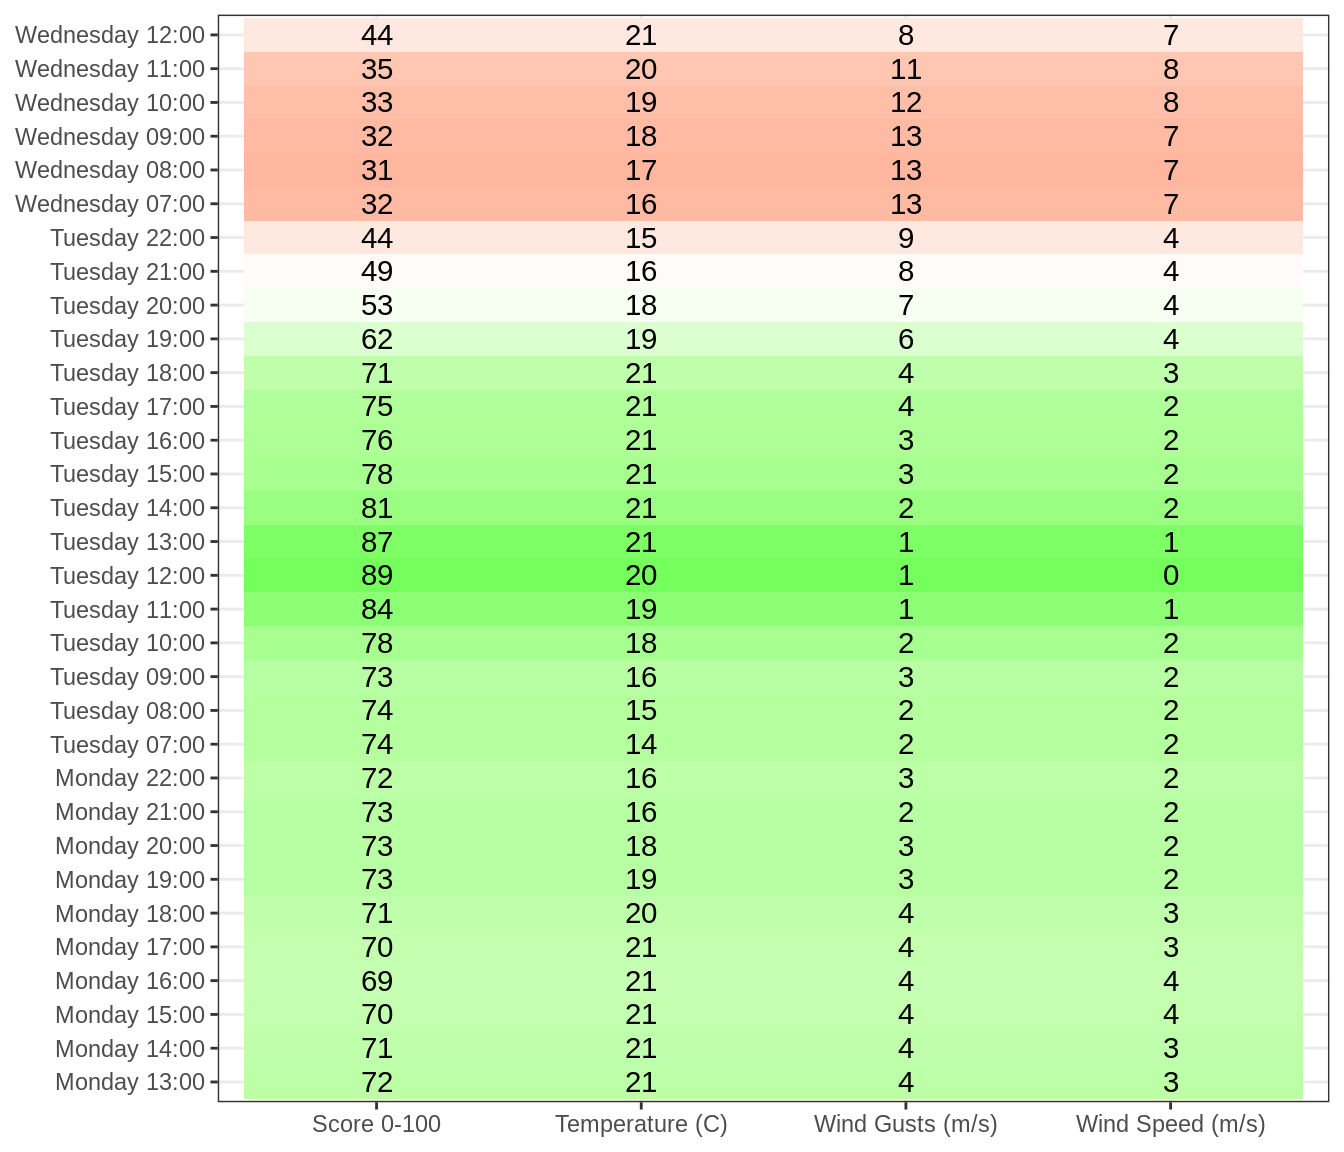 Wednesday 12:00 44 21 8 7
Wednesday 11:00 35 20 11 8
Wednesday 10:00 33 19 12 8
Wednesday 09:00 32 18 13 7
Wednesday 08:00 31 17 13 7
Wednesday 07:00 32 16 13 7
Tuesday 22:00 44 15 9 4
Tuesday 21:00 49 16 8 4
Tuesday 20:00 53 18 7 4
Tuesday 19:00 62 19 6 4
Tuesday 18:00 71 21 4 3
Tuesday 17:00 75 21 4 2
Tuesday 16:00 76 21 3 2
Tuesday 15:00 78 21 3 2
Tuesday 14:00 81 21 2 2
Tuesday 13:00 87 21 1 1
Tuesday 12:00 89 20 1 0
Tuesday 11:00 84 19 1 1
Tuesday 10:00 78 18 2 2
Tuesday 09:00 73 16 3 2
Tuesday 08:00 74 15 2 2
Tuesday 07:00 74 14 2 2
Monday 22:00 72 16 3 2
Monday 21:00 73 16 2 2
Monday 20:00 73 18 3 2
Monday 19:00 73 19 3 2
Monday 18:00 71 20 4 3
Monday 17:00 70 21 4 3
Monday 16:00 69 21 4 4
Monday 15:00 70 21 4 4
Monday 14:00 71 21 4 3
Monday 13:00 72 21 4 3
Score 0-100 Temperature (C) Wind Gusts (m/s) Wind Speed (m/s)